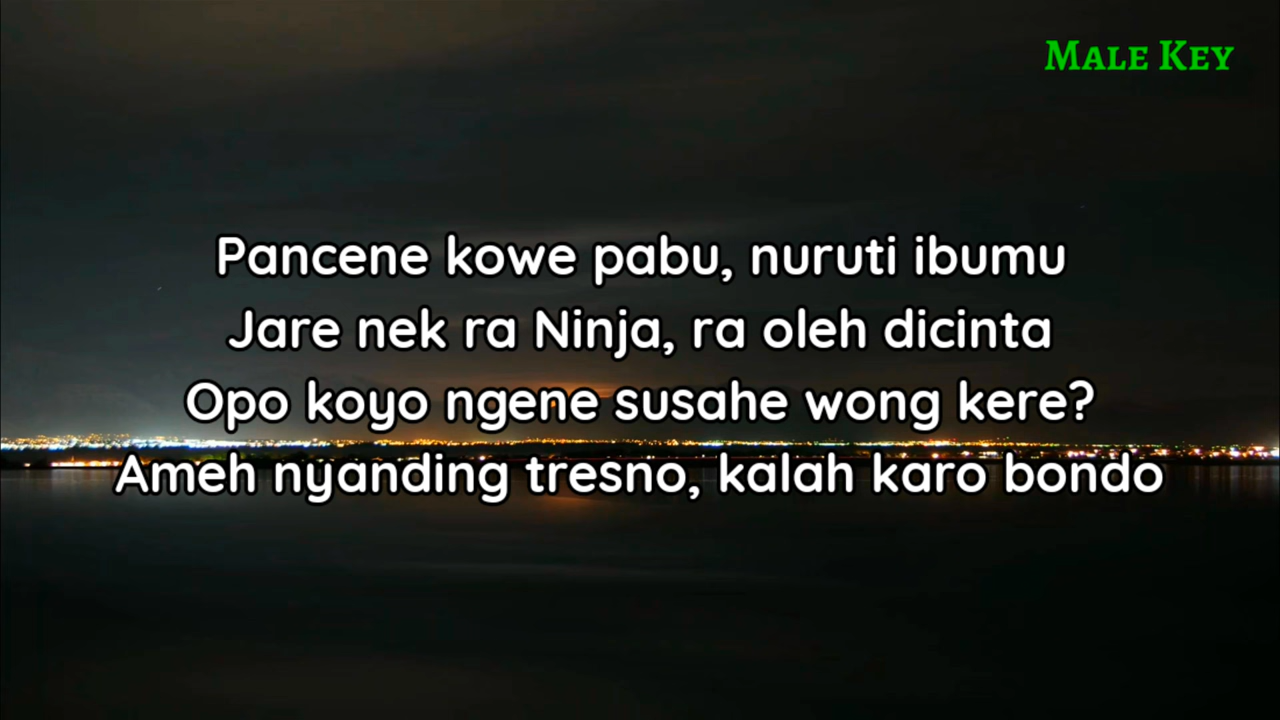 Male Key
Pancene kowe pabu, nuruti ibumu
Jare nek ra Ninja, ra oleh dicinta
Opo koyo ngene susahe wong kere?
Ameh nyanding tresno, kalah karo bondo